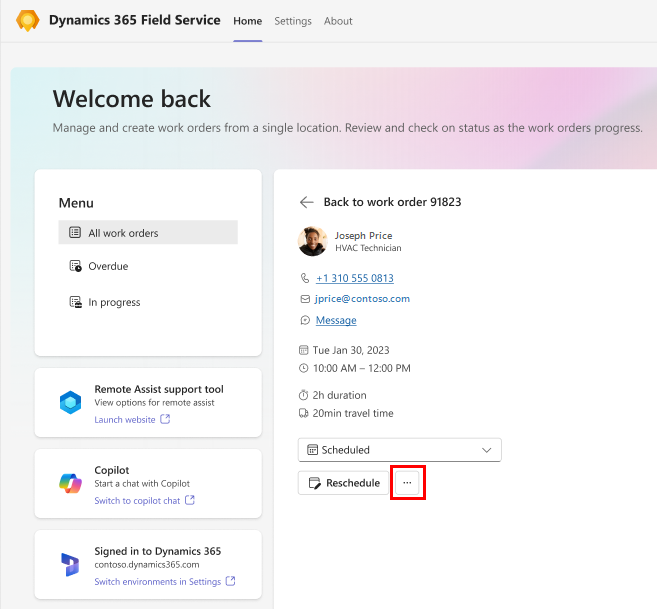 Dynamics 365 Field Service
Home
Settings
About
Welcome back
Manage and create work orders from a single location. Review and check on status as the work orders progress.
Menu
All work orders
Overdue
In progress
Remote Assist support tool
View options for remote assist
Launch website
Copilot
Start a chat with Copilot
Switch to copilot chat
Signed in to Dynamics 365
contoso.dynamics365.com
Switch environments in Settings
Back to work order 91823
Joseph Price
HVAC Technician
+1 310 555 0813
jprice@contoso.com
Message
Tue Jan 30, 2023
10:00 AM – 12:00 PM
2h duration
20min travel time
Scheduled
Reschedule
...